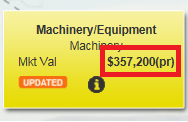 Machinery/Equipment
Machinery
Mkt Val $357,200(pr)
UPDATED i